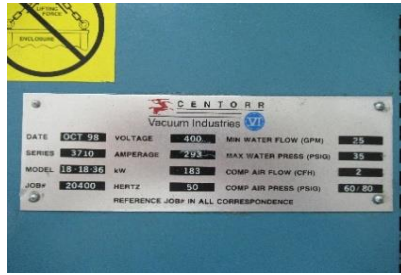 LIFTING
FORCE
ENCLOSURE
CENTORR
Vacuum Industries VI
DATE OCT 98 VOLTAGE 400 MIN WATER FLOW (GPM) 25
SERIES 3710 AMPERAGE 293 MAX WATER PRESS (PSIG) 35
MODEL 18-18-36 kW 183 COMP AIR FLOW (CFH) 2
JOB# 20400 HERTZ 50 COMP AIR PRESS (PSIG) 60/80
REFERENCE JOB# IN ALL CORRESPONDENCE